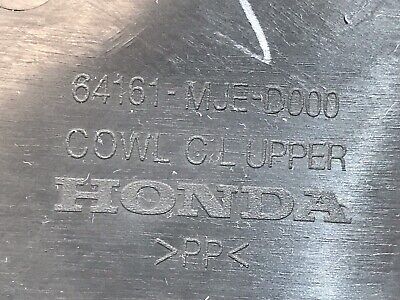 64161-MJE-D000
COWL C.L UPPER
HONDA
>PP<